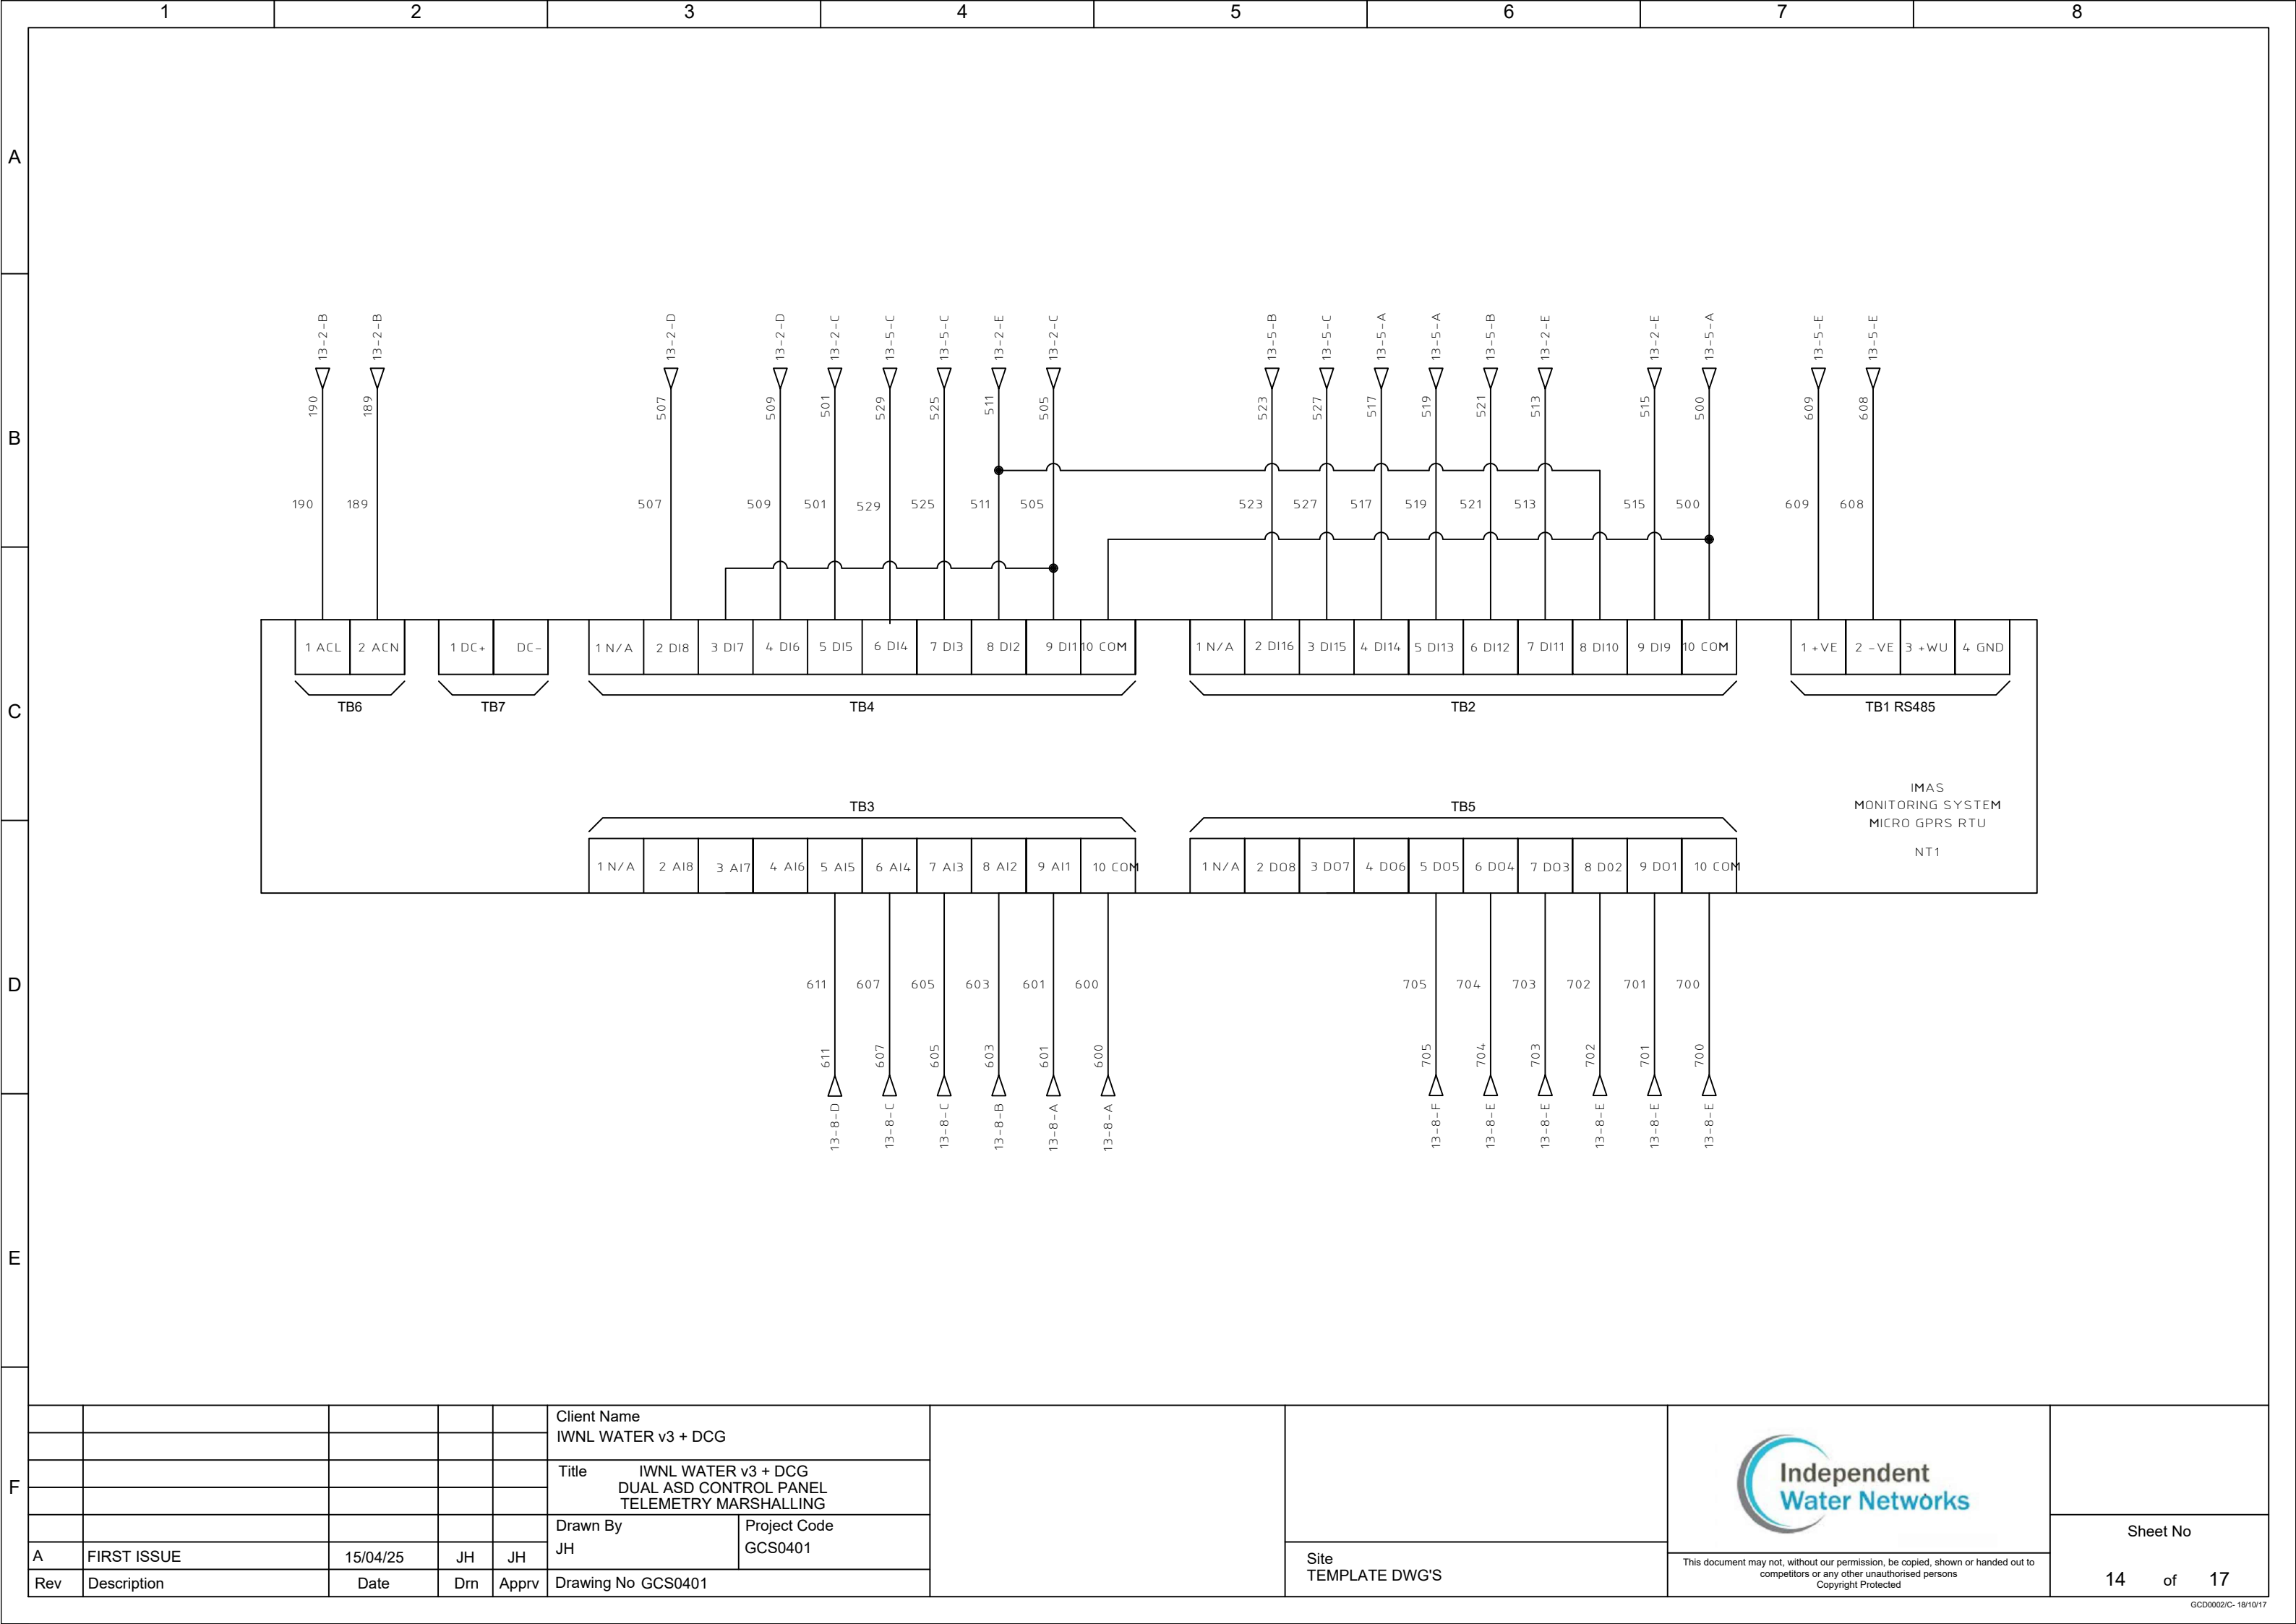 1 2 3 4 5 6 7 8
A
B
C
D
E
F
13-2-B 13-2-B 13-2-D 13-2-D 13-2-C 13-5-C 13-5-C 13-2-E 13-2-C 13-5-B 13-5-C 13-5-A 13-5-A 13-5-B 13-2-E 13-2-E 13-5-A 13-5-E 13-5-E
190 189 507 509 501 529 525 511 505 523 527 517 519 521 513 515 500 609 608
190 189 507 509 501 529 525 511 505 523 527 517 519 521 513 515 500 609 608
1 ACL 2 ACN 1 DC+ DC- 1 N/A 2 DI8 3 DI7 4 DI6 5 DI5 6 DI4 7 DI3 8 DI2 9 DI1 10 COM 1 N/A 2 DI16 3 DI15 4 DI14 5 DI13 6 DI12 7 DI11 8 DI10 9 DI9 10 COM 1 +VE 2 -VE 3 +WU 4 GND
TB6 TB7 TB4 TB2 TB1 RS485
IMAS
MONITORING SYSTEM
MICRO GPRS RTU
NT1
TB3 TB5
1 N/A 2 AI8 3 AI7 4 AI6 5 AI5 6 AI4 7 AI3 8 AI2 9 AI1 10 COM 1 N/A 2 DO8 3 DO7 4 DO6 5 DO5 6 DO4 7 DO3 8 DO2 9 DO1 10 COM
611 607 605 603 601 600 705 704 703 702 701 700
611 607 605 603 601 600 705 704 703 702 701 700
13-8-D 13-8-C 13-8-C 13-8-B 13-8-A 13-8-A 13-8-F 13-8-E 13-8-E 13-8-E 13-8-E 13-8-E
Client Name
IWNL WATER v3 + DCG
Title IWNL WATER v3 + DCG
DUAL ASD CONTROL PANEL
TELEMETRY MARSHALLING
Drawn By Project Code
JH GCS0401
A FIRST ISSUE 15/04/25 JH JH
Rev Description Date Drn Apprv
Drawing No GCS0401
Site
TEMPLATE DWG'S
Independent
Water Networks
This document may not, without our permission, be copied, shown or handed out to
competitors or any other unauthorised persons
Copyright Protected
Sheet No
14 of 17
GCD0002/C- 18/10/17